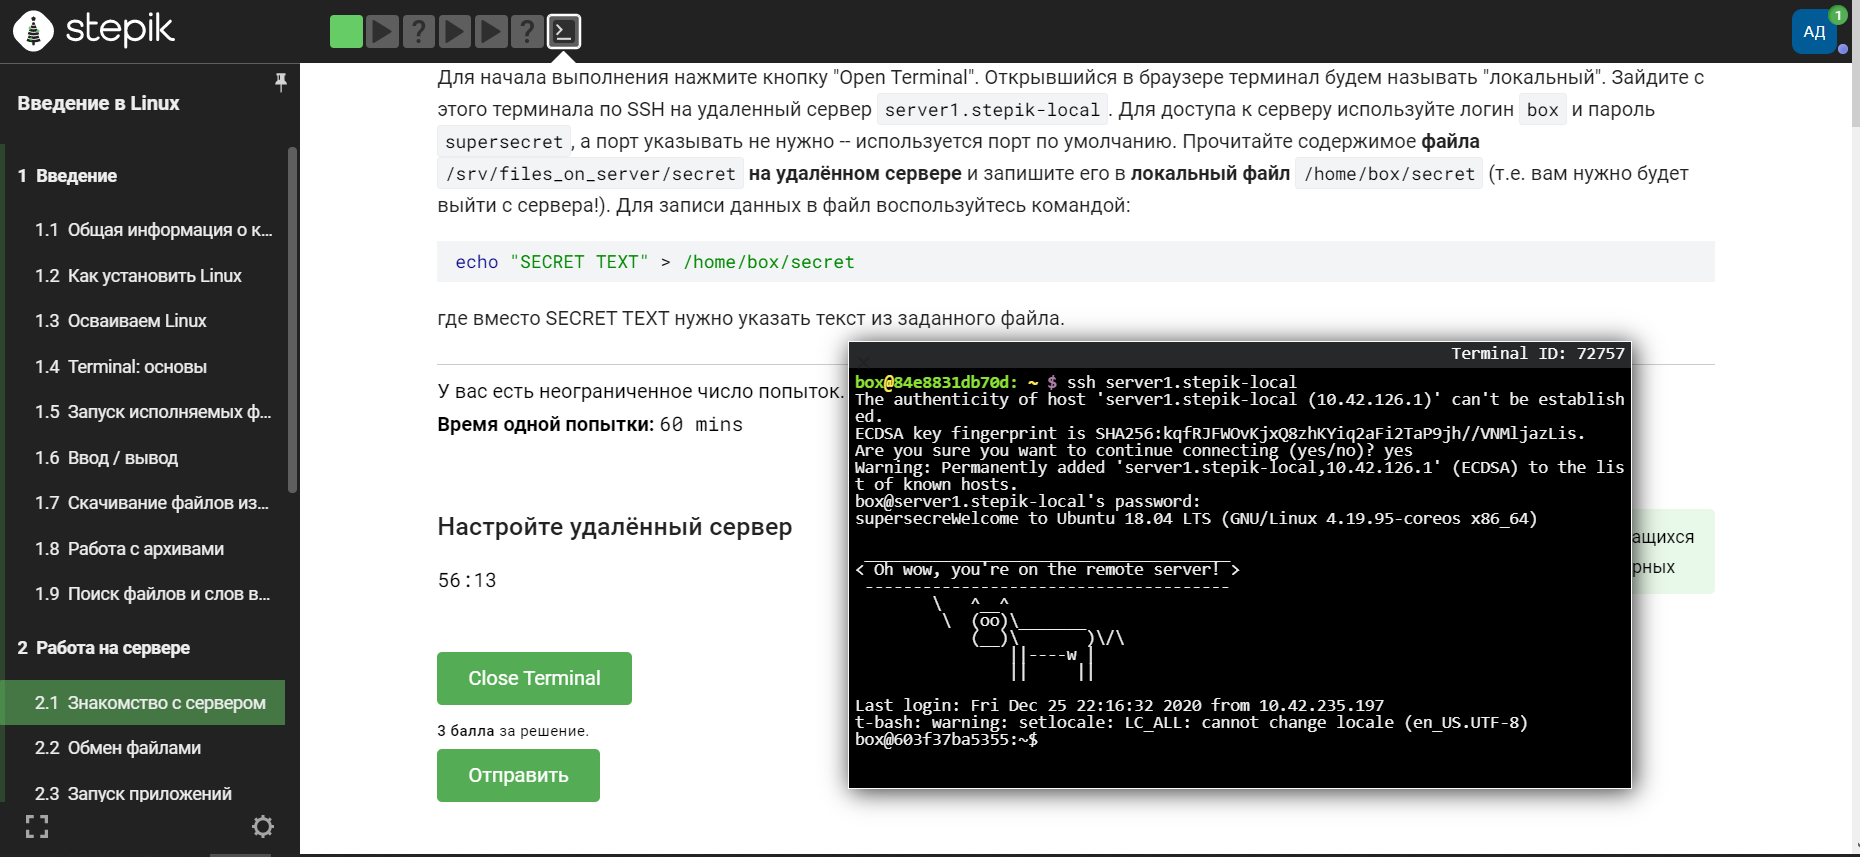 stepik
? ? >_
АД
1
Введение в Linux
1 Введение
1.1 Общая информация о к...
1.2 Как установить Linux
1.3 Осваиваем Linux
1.4 Terminal: основы
1.5 Запуск исполняемых ф...
1.6 Ввод / вывод
1.7 Скачивание файлов из...
1.8 Работа с архивами
1.9 Поиск файлов и слов в...
2 Работа на сервере
2.1 Знакомство с сервером
2.2 Обмен файлами
2.3 Запуск приложений
Для начала выполнения нажмите кнопку "Open Terminal". Открывшийся в браузере терминал будем называть "локальный". Зайдите с
этого терминала по SSH на удаленный сервер server1.stepik-local. Для доступа к серверу используйте логин box и пароль
supersecret, а порт указывать не нужно -- используется порт по умолчанию. Прочитайте содержимое файла
/srv/files_on_server/secret на удалённом сервере и запишите его в локальный файл /home/box/secret (т.е. вам нужно будет
выйти с сервера!). Для записи данных в файл воспользуйтесь командой:
echo "SECRET TEXT" > /home/box/secret
где вместо SECRET TEXT нужно указать текст из заданного файла.
У вас есть неограниченное число попыток.
Время одной попытки: 60 mins
Настройте удалённый сервер
56:13
Close Terminal
3 балла за решение.
Отправить
ащихся
рных
Terminal ID: 72757
box@84e8831db70d: ~ $ ssh server1.stepik-local
The authenticity of host 'server1.stepik-local (10.42.126.1)' can't be establish
ed.
ECDSA key fingerprint is SHA256:kqfRJFWOvKjxQ8zhKYiq2aFi2TaP9jh//VNMljazLis.
Are you sure you want to continue connecting (yes/no)? yes
Warning: Permanently added 'server1.stepik-local,10.42.126.1' (ECDSA) to the lis
t of known hosts.
box@server1.stepik-local's password:
supersecreWelcome to Ubuntu 18.04 LTS (GNU/Linux 4.19.95-coreos x86_64)
 ______________________________________
< Oh wow, you're on the remote server! >
 --------------------------------------
        \   ^__^
         \  (oo)\_______
            (__)\       )\/\
                ||----w |
                ||     ||
Last login: Fri Dec 25 22:16:32 2020 from 10.42.235.197
t-bash: warning: setlocale: LC_ALL: cannot change locale (en_US.UTF-8)
box@603f37ba5355:~$